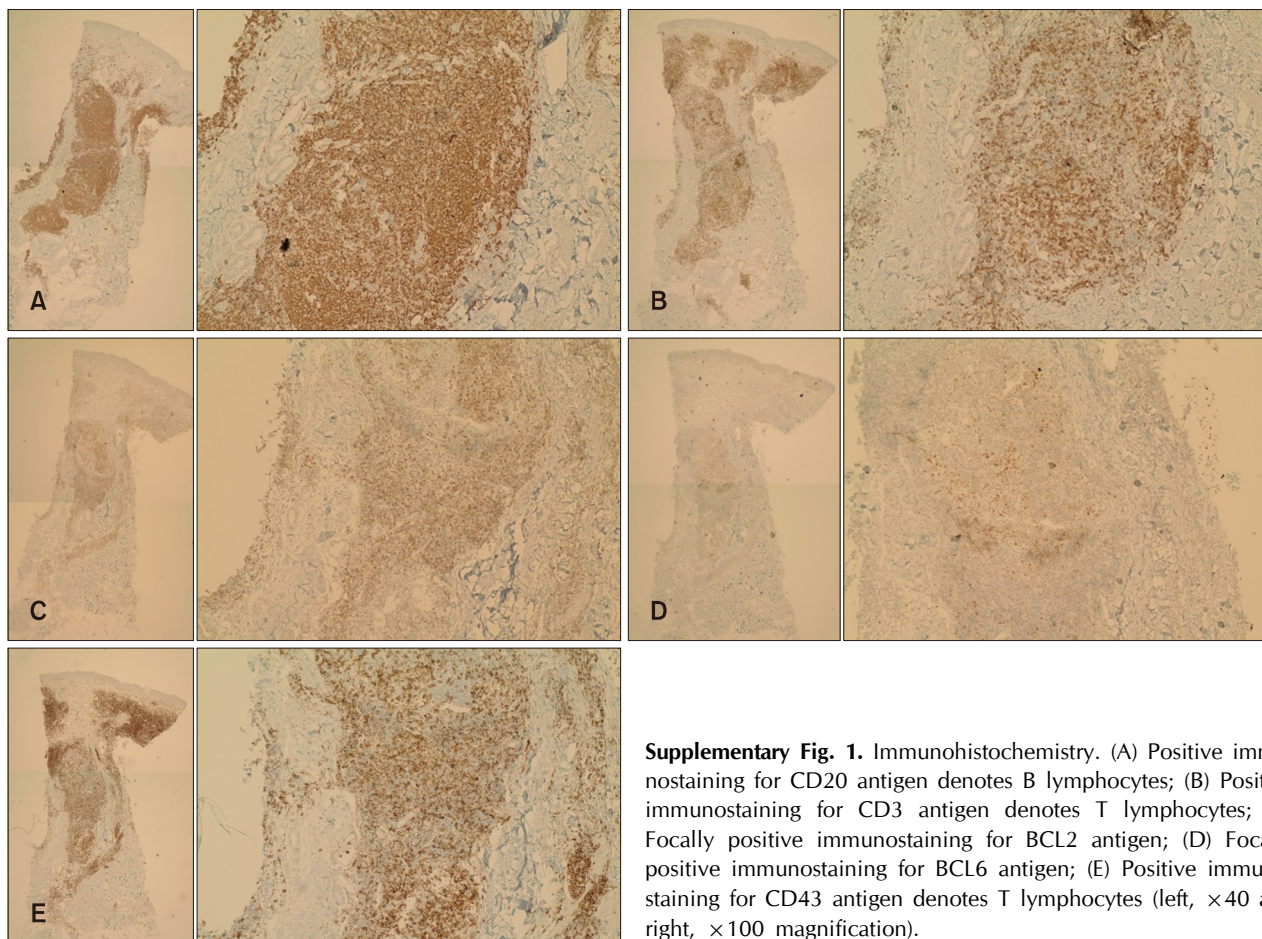 A
B
C
D
E
Supplementary Fig. 1. Immunohistochemistry. (A) Positive imm
nostaining for CD20 antigen denotes B lymphocytes; (B) Posit
immunostaining for CD3 antigen denotes T lymphocytes;
Focally positive immunostaining for BCL2 antigen; (D) Foca
positive immunostaining for BCL6 antigen; (E) Positive immu
staining for CD43 antigen denotes T lymphocytes (left, ×40 a
right, ×100 magnification).